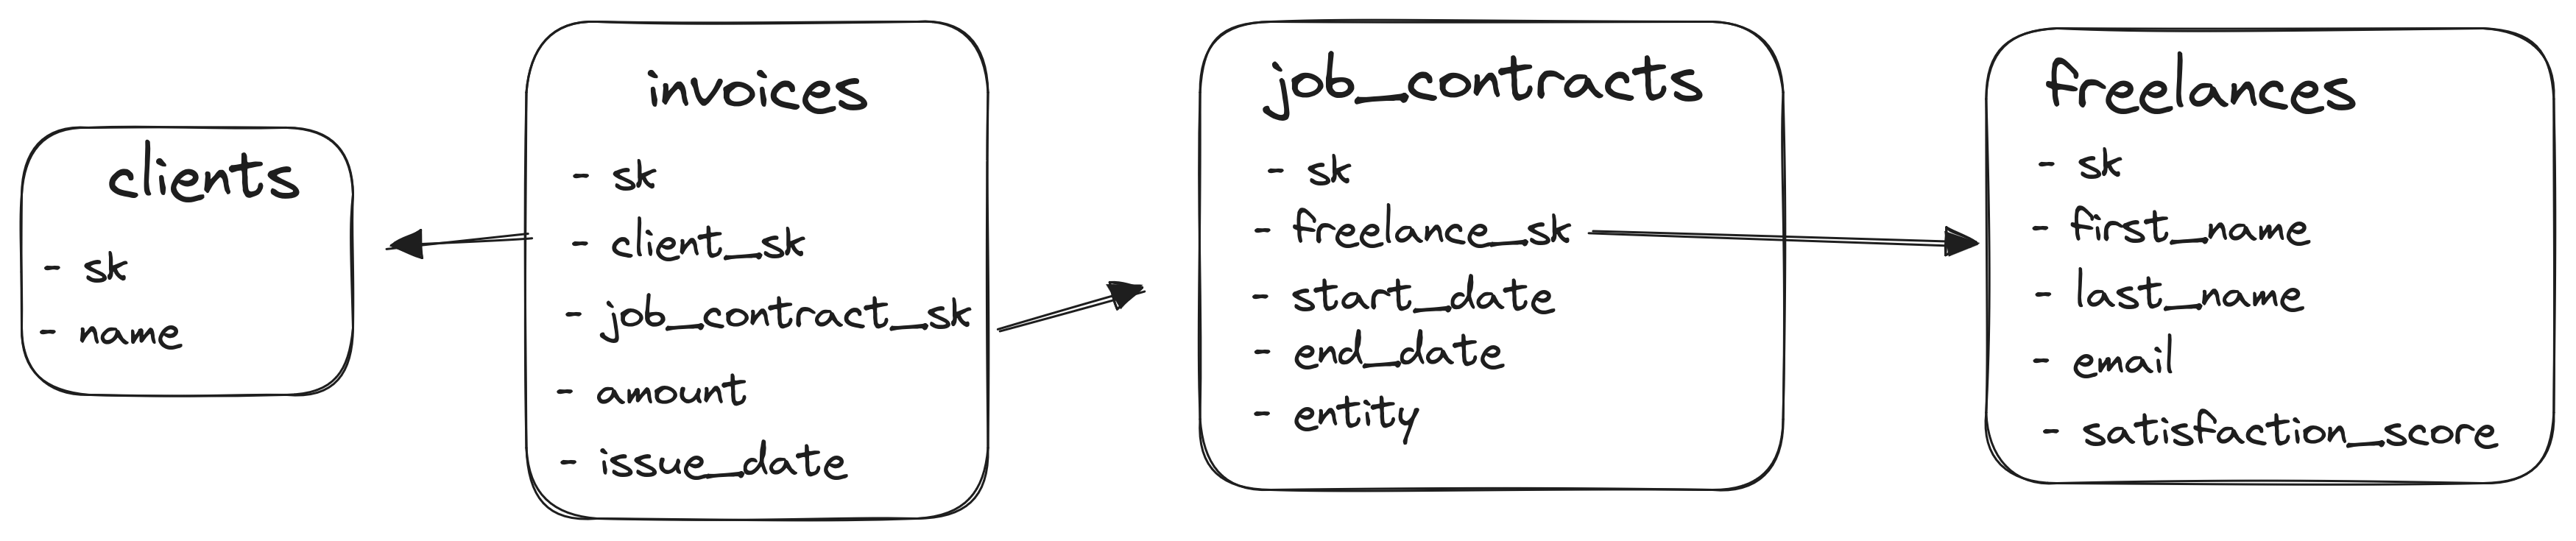 clients
- sk
- name
invoices
- sk
- client_sk
- job_contract_sk
- amount
- issue_date
job_contracts
- sk
- freelance_sk
- start_date
- end_date
- entity
freelances
- sk
- first_name
- last_name
- email
- satisfaction_score